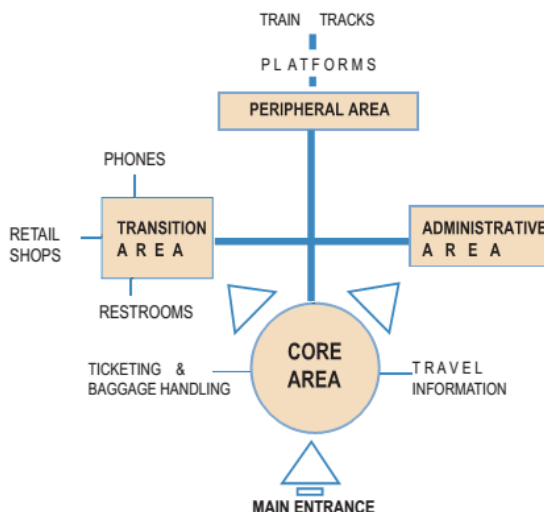 TRAIN TRACKS
PLATFORMS
PERIPHERAL AREA
PHONES
RETAIL
SHOPS
TRANSITION
AREA
ADMINISTRATIVE
AREA
RESTROOMS
CORE
AREA
TICKETING &
BAGGAGE HANDLING
TRAVEL
INFORMATION
MAIN ENTRANCE